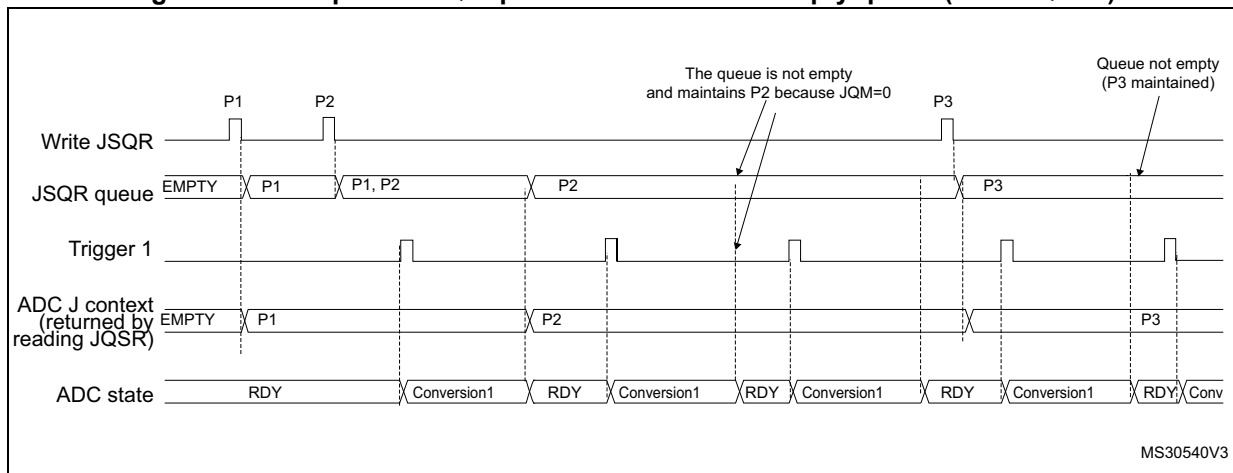 The queue is not empty
and maintains P2 because JQM=0
Queue not empty
(P3 maintained)
P1 P2 P3
Write JSQR
JSQR queue EMPTY P1 P1, P2 P2 P3
Trigger 1
ADC J context
(returned by
reading JQSR) EMPTY P1 P2 P3
ADC state RDY Conversion1 RDY Conversion1 RDY Conversion1 RDY Conversion1 RDY Conv
MS30540V3